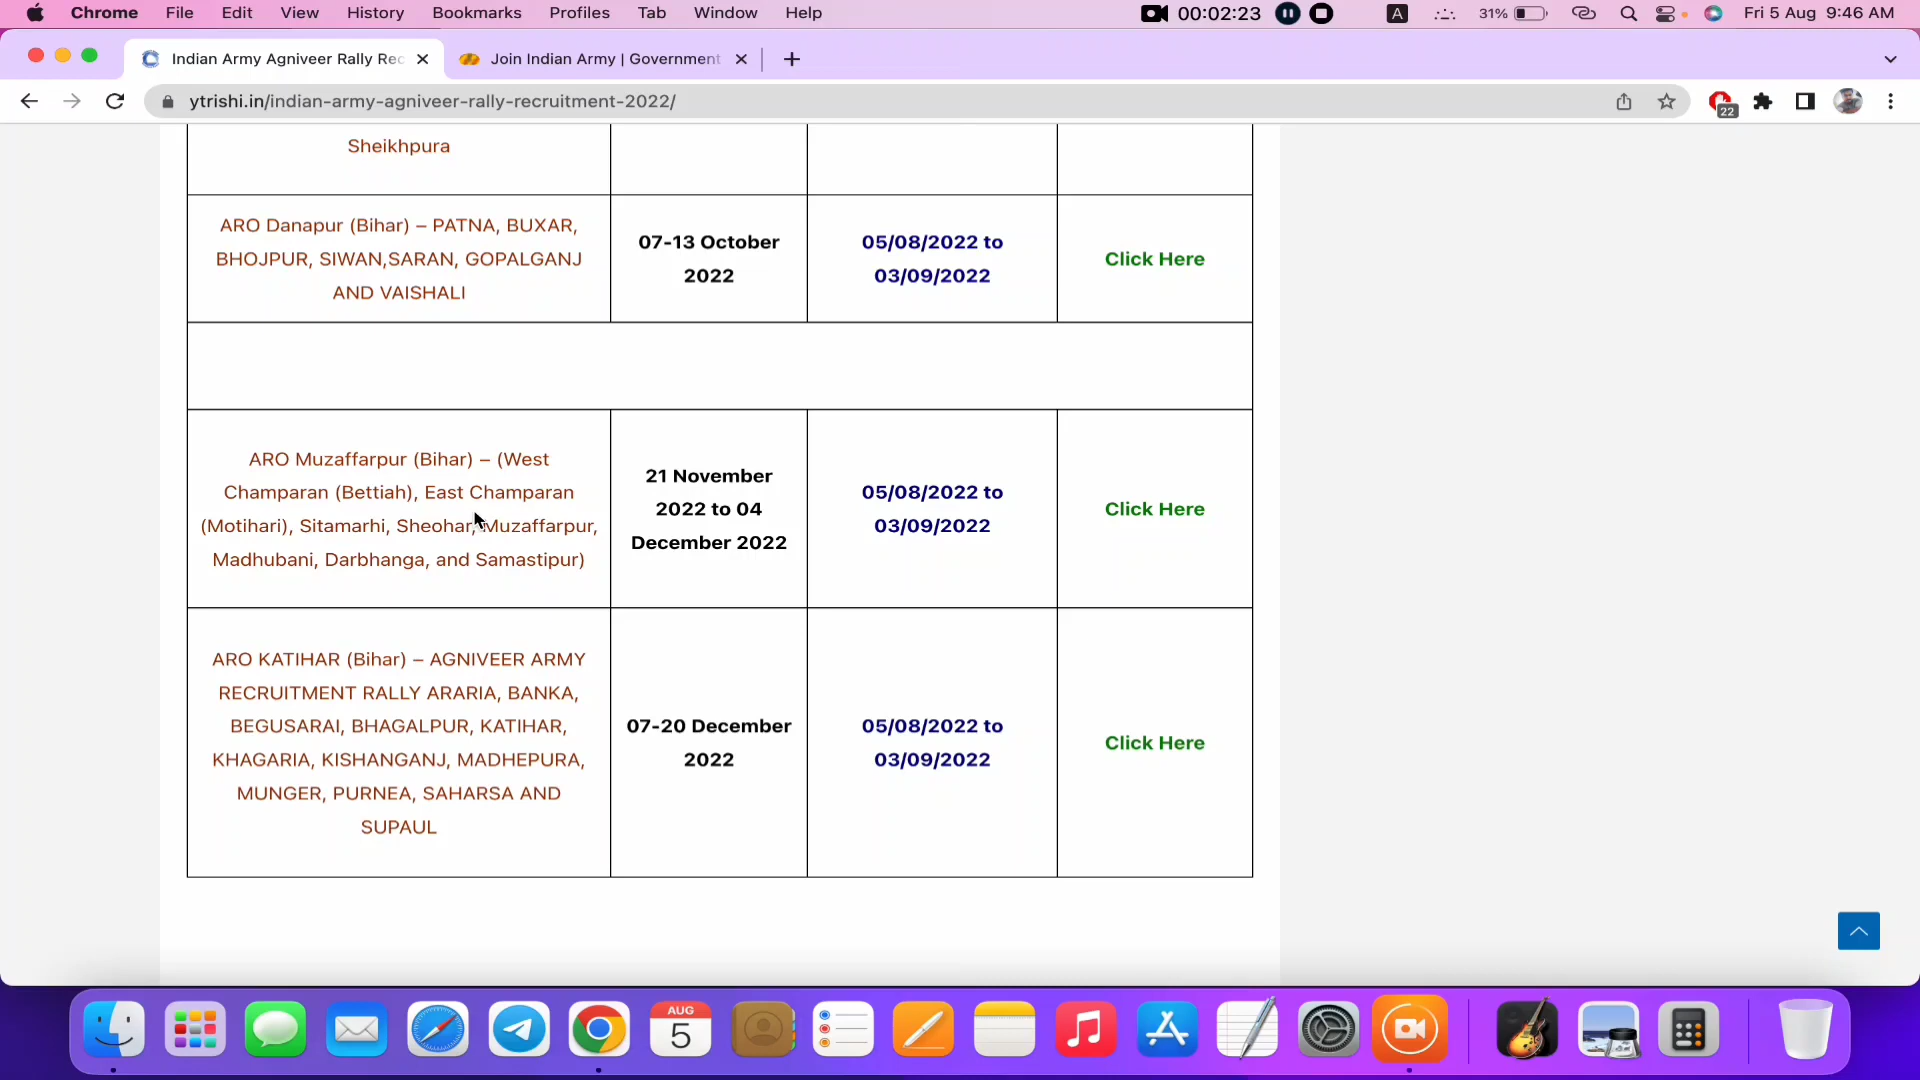 Chrome File Edit View History Bookmarks Profiles Tab Window Help 00:02:23 A 31% Fri 5 Aug 9:46 AM
Indian Army Agniveer Rally Rec Join Indian Army | Government
ytrishi.in/indian-army-agniveer-rally-recruitment-2022/ 22
Sheikhpura
ARO Danapur (Bihar) – PATNA, BUXAR,
BHOJPUR, SIWAN,SARAN, GOPALGANJ
AND VAISHALI
07-13 October
2022
05/08/2022 to
03/09/2022
Click Here
ARO Muzaffarpur (Bihar) – (West
Champaran (Bettiah), East Champaran
(Motihari), Sitamarhi, Sheohar, Muzaffarpur,
Madhubani, Darbhanga, and Samastipur)
21 November
2022 to 04
December 2022
05/08/2022 to
03/09/2022
Click Here
ARO KATIHAR (Bihar) – AGNIVEER ARMY
RECRUITMENT RALLY ARARIA, BANKA,
BEGUSARAI, BHAGALPUR, KATIHAR,
KHAGARIA, KISHANGANJ, MADHEPURA,
MUNGER, PURNEA, SAHARSA AND
SUPAUL
07-20 December
2022
05/08/2022 to
03/09/2022
Click Here
AUG
5